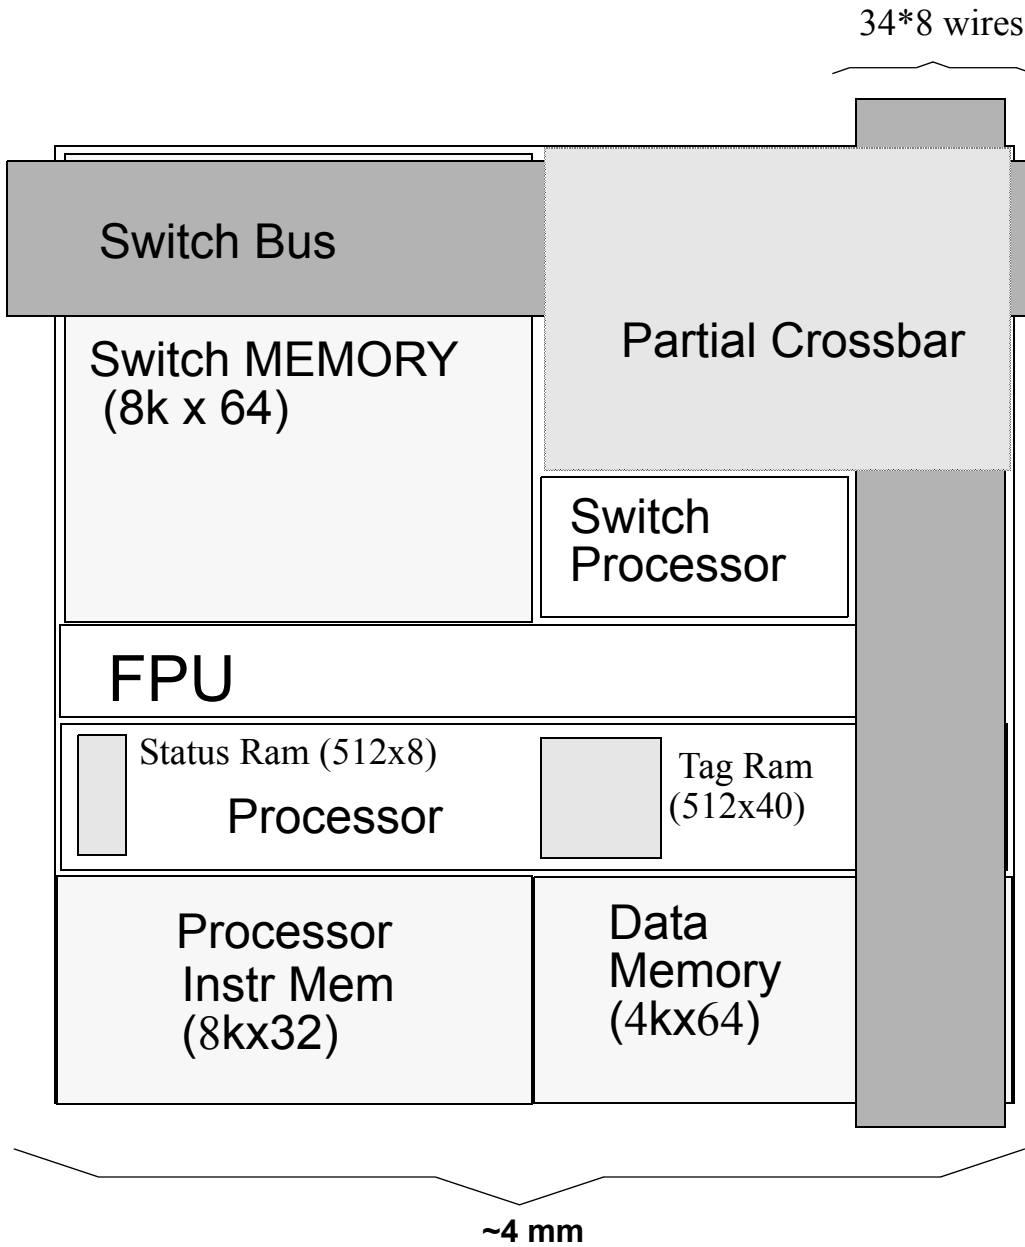 34*8 wires
Switch Bus
Partial Crossbar
Switch MEMORY
(8k x 64)
Switch
Processor
FPU
Status Ram (512x8)
Processor
Tag Ram
(512x40)
Processor
Instr Mem
(8kx32)
Data
Memory
(4kx64)
~4 mm